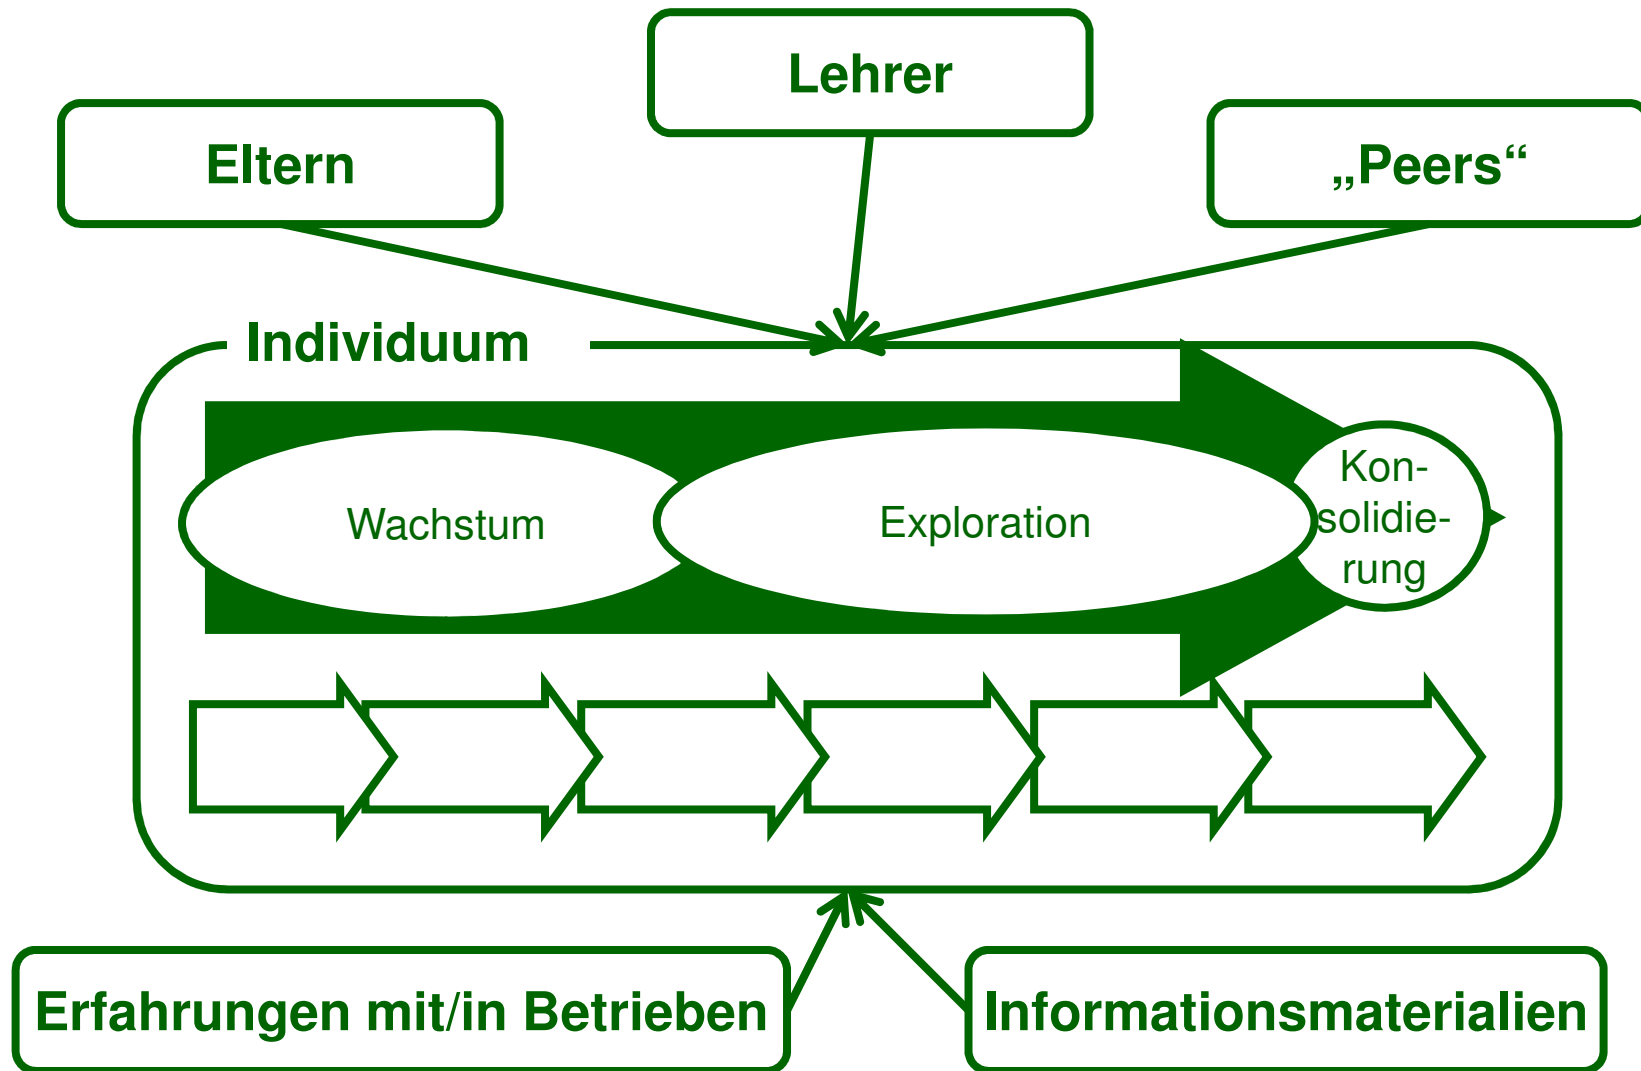 Lehrer
Eltern
„Peers“
Individuum
Wachstum
Exploration
Kon-
solidie-
rung
Erfahrungen mit/in Betrieben
Informationsmaterialien